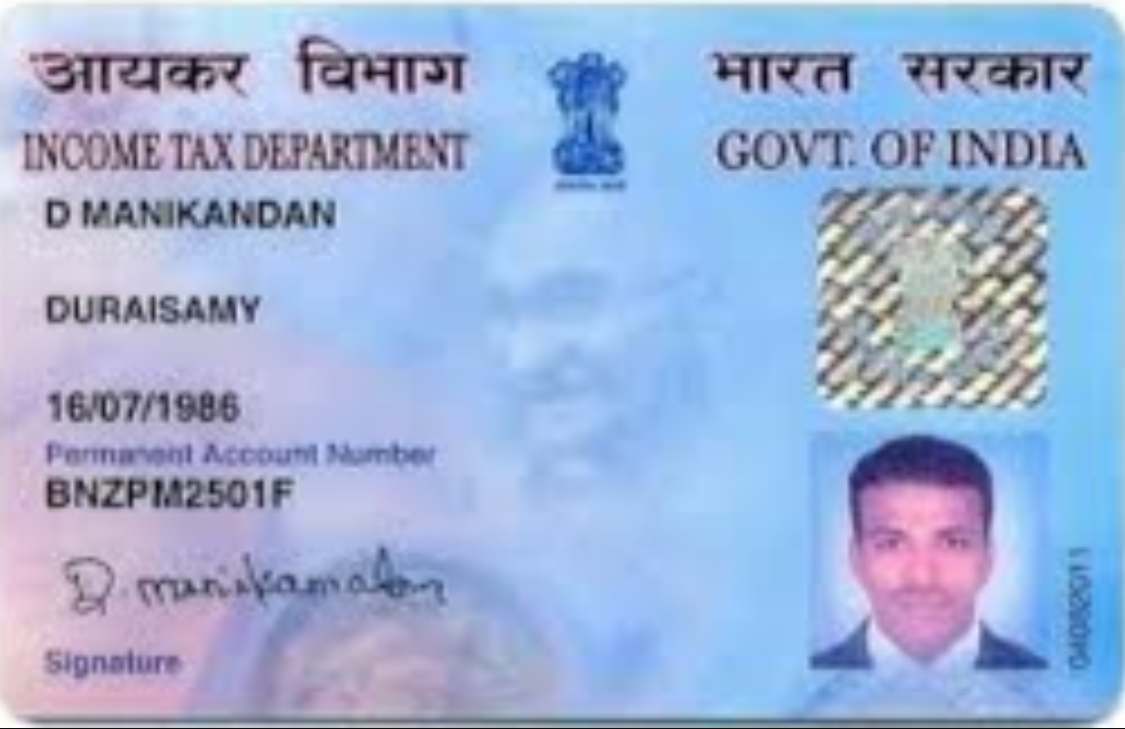 आयकर विभाग
भारत सरकार
INCOME TAX DEPARTMENT
GOVT. OF INDIA
D MANIKANDAN
DURAISAMY
16/07/1986
Permanent Account Number
BNZPM2501F
D. manikandan
Signature